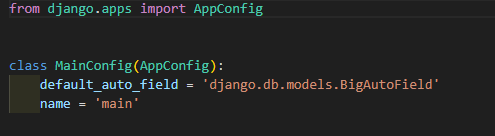 from django.apps import AppConfig
class MainConfig(AppConfig):
    default_auto_field = 'django.db.models.BigAutoField'
    name = 'main'